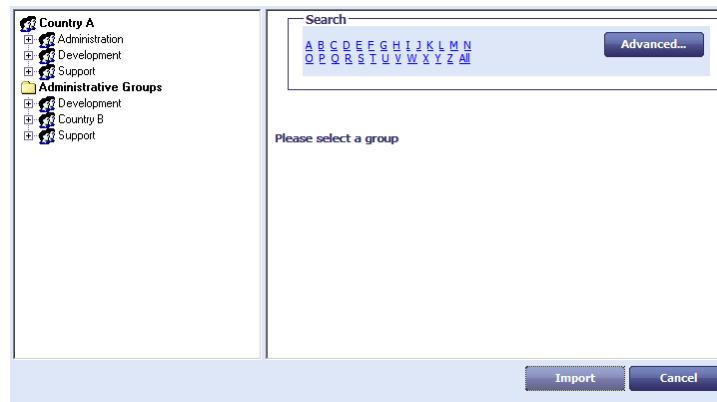 Country A
Administration
Development
Support
Administrative Groups
Development
Country B
Support
Search
A B C D E F G H I J K L M N
O P Q R S T U V W X Y Z All
Advanced...
Please select a group
Import
Cancel